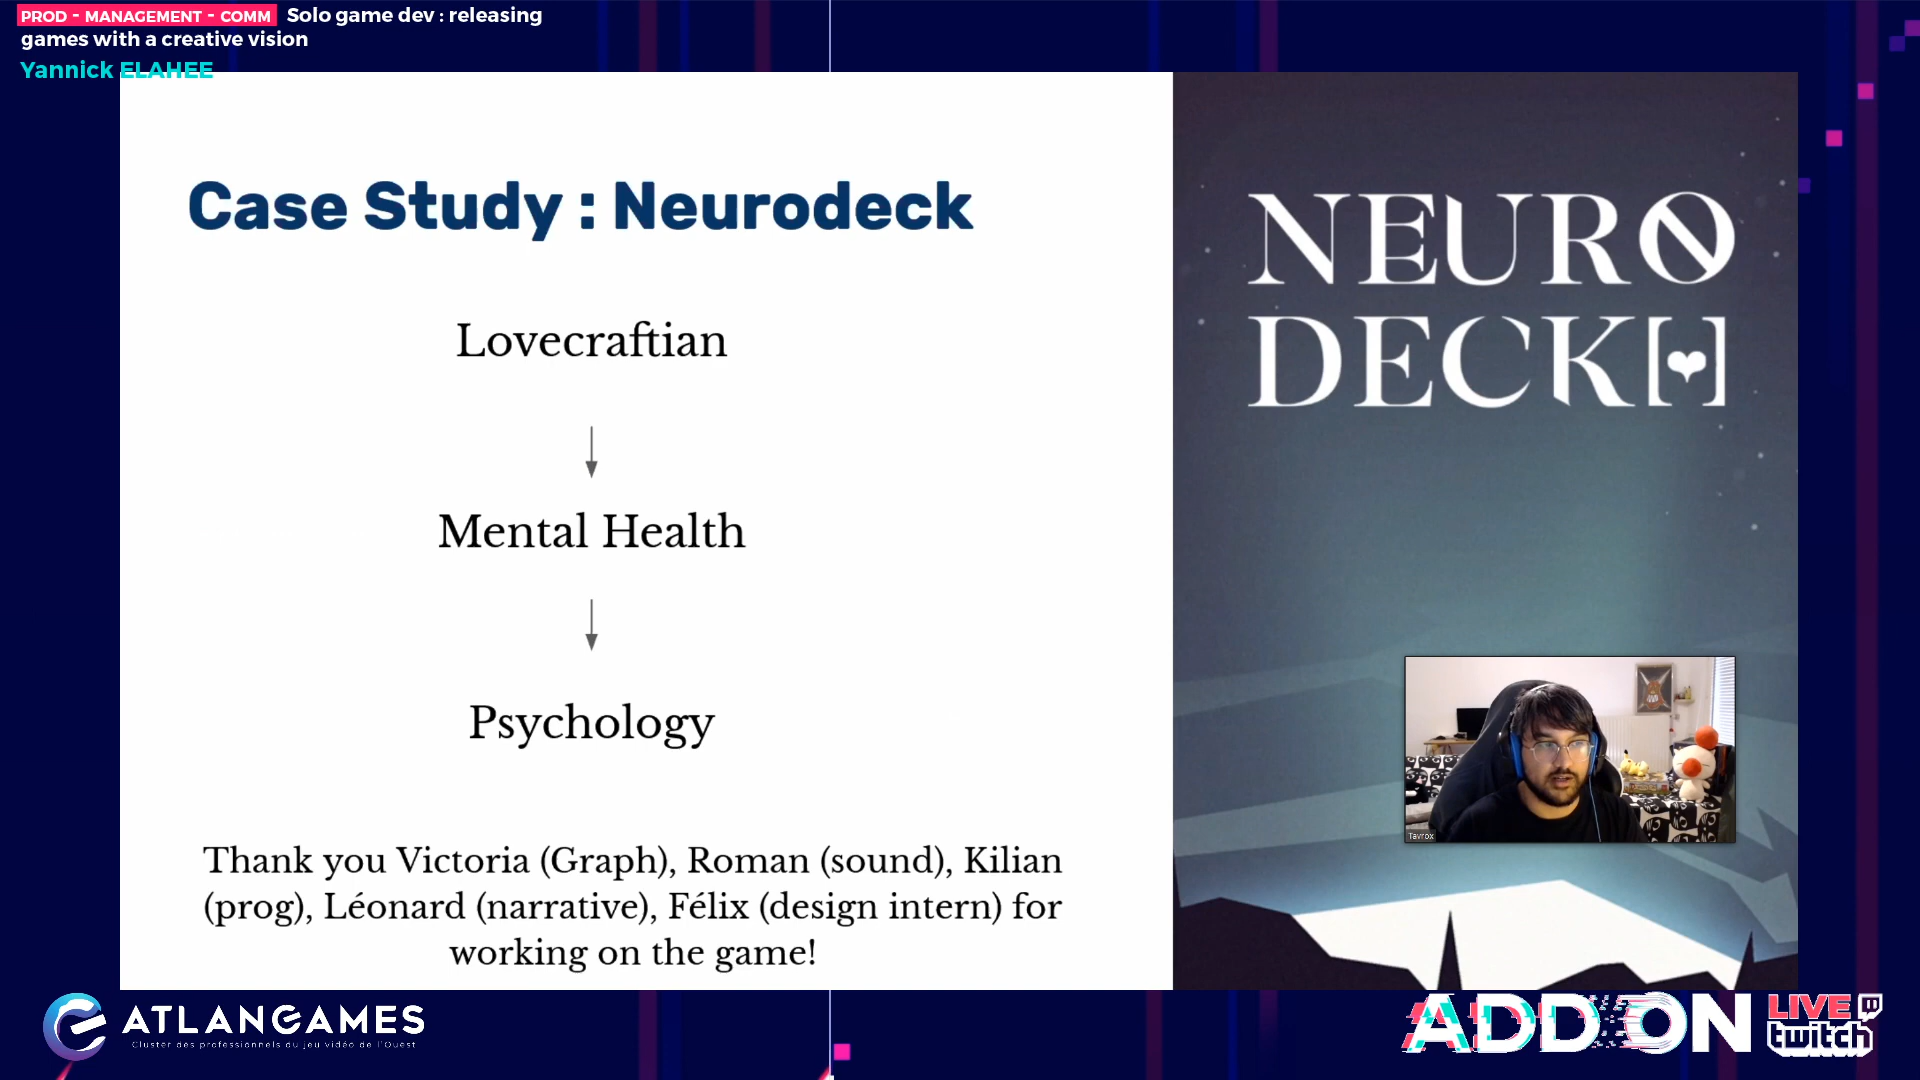 PROD - MANAGEMENT - COMM Solo game dev : releasing
games with a creative vision
Yannick ELAHEE
Case Study : Neurodeck
Lovecraftian
Mental Health
Psychology
Thank you Victoria (Graph), Roman (sound), Kilian
(prog), Léonard (narrative), Félix (design intern) for
working on the game!
NEURO
DECK
Tavrox
ATLANGAMES
Cluster des professionnels du jeu vidéo de l'Ouest
ADD ON
LIVE
twitch